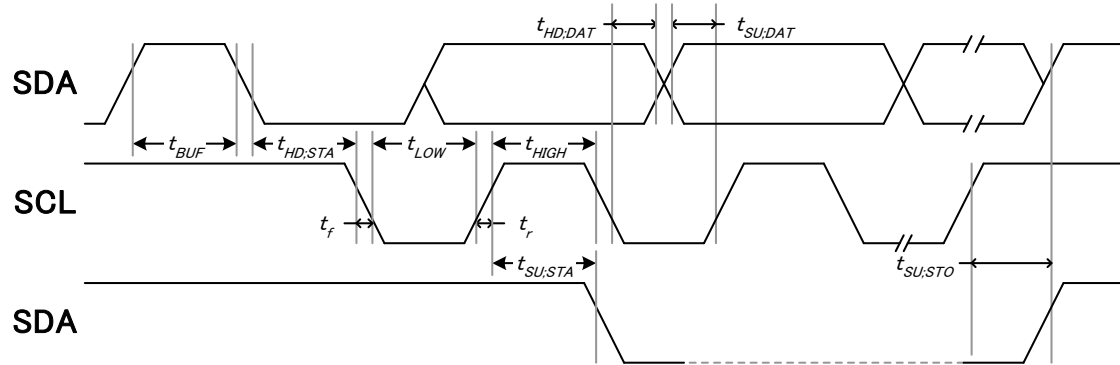 t_HD;DAT t_SU;DAT
SDA
t_BUF t_HD;STA t_LOW t_HIGH
SCL
t_f t_r
t_SU;STA t_SU;STO
SDA